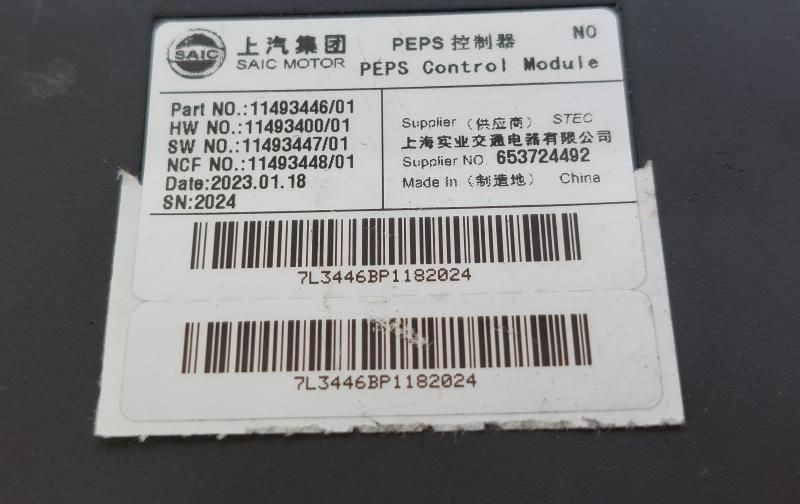 SAIC
上汽集团
SAIC MOTOR
PEPS 控制器
NO
PEPS Control Module
Part NO.:11493446/01
HW NO.:11493400/01
SW NO.:11493447/01
NCF NO.:11493448/01
Date:2023.01.18
SN:2024
Supplier (供应商) STEC
上海实业交通电器有限公司
Supplier NO. 653724492
Made in (制造地) China
7L3446BP1182024
7L3446BP1182024